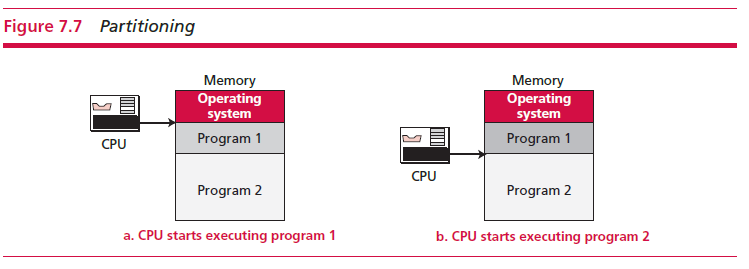 Figure 7.7 Partitioning
Memory
Operating
system
Program 1
Program 2
CPU
a. CPU starts executing program 1
Memory
Operating
system
Program 1
Program 2
CPU
b. CPU starts executing program 2